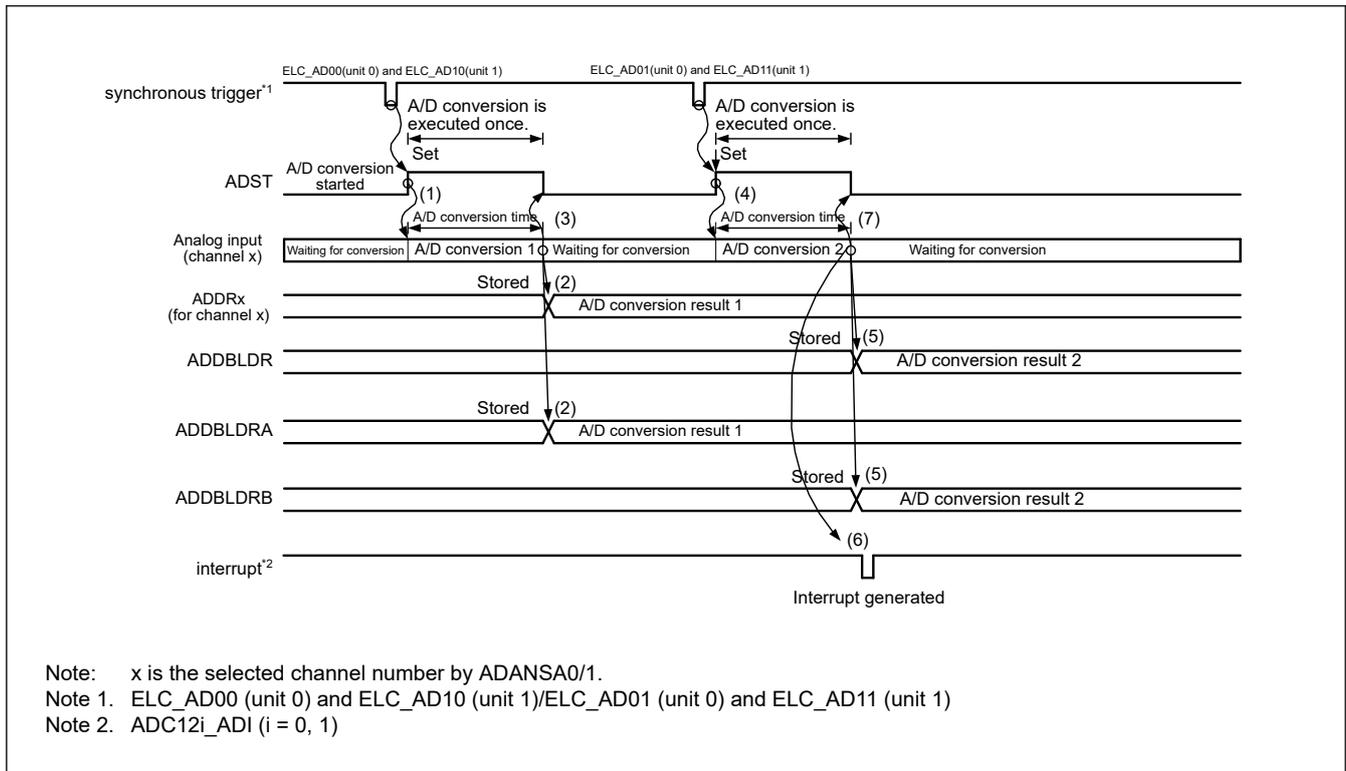 ELC_AD00(unit 0) and ELC_AD10(unit 1)
ELC_AD01(unit 0) and ELC_AD11(unit 1)
synchronous trigger*1
A/D conversion is
executed once.
A/D conversion is
executed once.
Set
Set
ADST
A/D conversion
started
(1)
(4)
A/D conversion time
(3)
A/D conversion time
(7)
Analog input
(channel x)
Waiting for conversion
A/D conversion 1
Waiting for conversion
A/D conversion 2
Waiting for conversion
Stored
(2)
ADDRx
(for channel x)
A/D conversion result 1
Stored
(5)
ADDBLDR
A/D conversion result 2
Stored
(2)
ADDBLDRA
A/D conversion result 1
Stored
(5)
ADDBLDRB
A/D conversion result 2
(6)
interrupt*2
Interrupt generated
Note: x is the selected channel number by ADANSA0/1.
Note 1. ELC_AD00 (unit 0) and ELC_AD10 (unit 1)/ELC_AD01 (unit 0) and ELC_AD11 (unit 1)
Note 2. ADC12i_ADI (i = 0, 1)